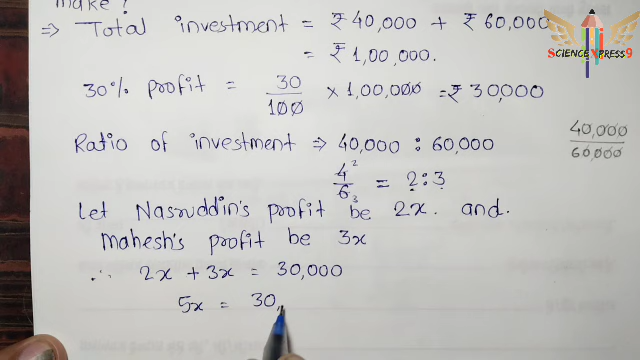 make?
⇒ Total investment = ₹ 40,000 + ₹ 60,000
= ₹ 1,00,000.
30% profit = 30/100 × 1,00,000 = ₹ 30,000
Ratio of investment ⇒ 40,000 : 60,000
40,000/60,000
4²/6₃ = 2:3
Let Nasruddin's profit be 2x. and.
Mahesh's profit be 3x
∴ 2x + 3x = 30,000
5x = 30,
SCIENCE XPRESS9